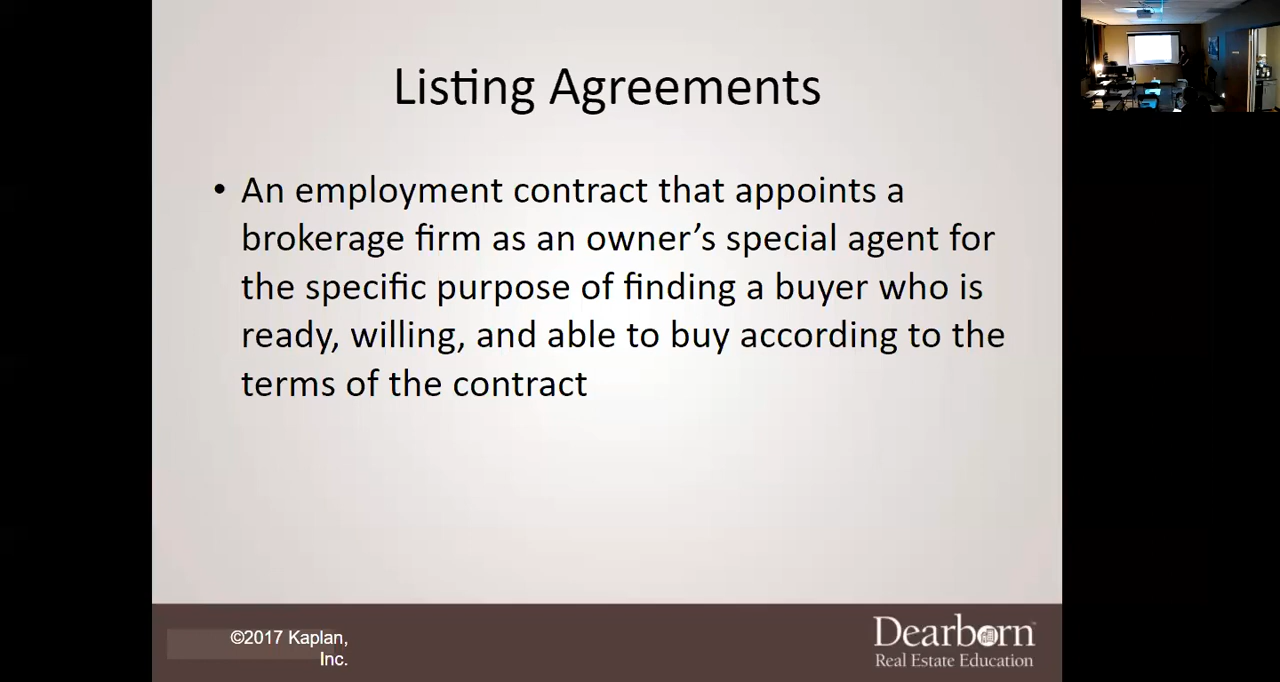 Listing Agreements
• An employment contract that appoints a
brokerage firm as an owner’s special agent for
the specific purpose of finding a buyer who is
ready, willing, and able to buy according to the
terms of the contract
©2017 Kaplan,
Inc.
Dearborn™
Real Estate Education